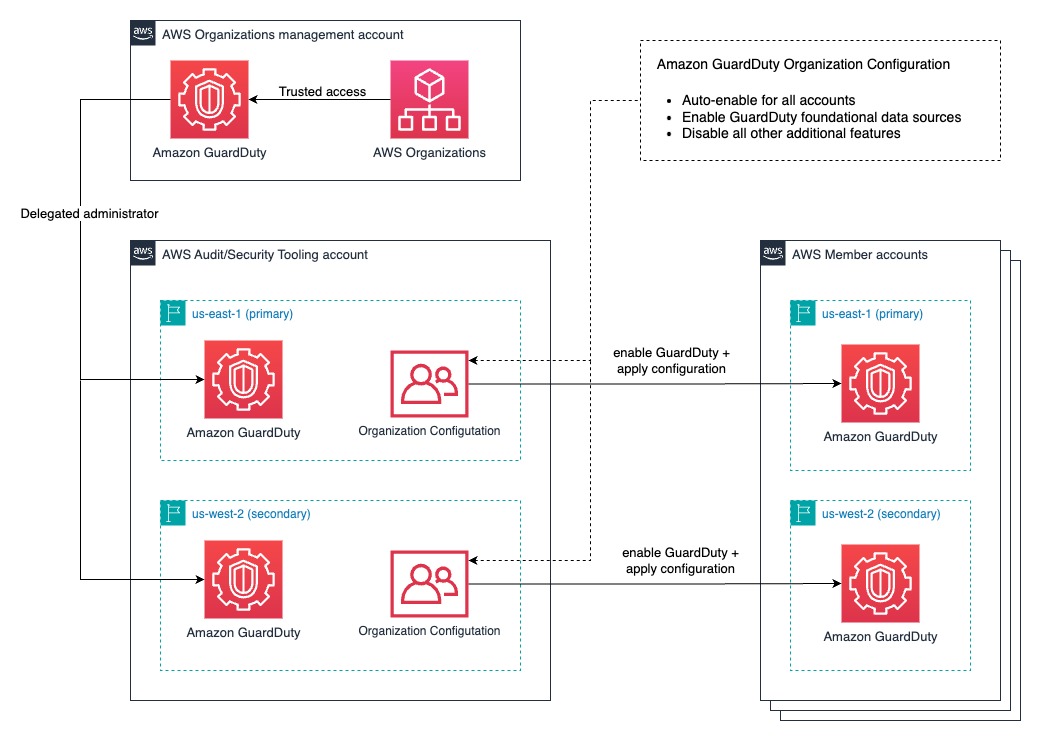 aws
AWS Organizations management account
Trusted access
Amazon GuardDuty
AWS Organizations
Amazon GuardDuty Organization Configuration
• Auto-enable for all accounts
• Enable GuardDuty foundational data sources
• Disable all other additional features
Delegated administrator
aws
AWS Audit/Security Tooling account
us-east-1 (primary)
Amazon GuardDuty
Organization Configutation
us-west-2 (secondary)
Amazon GuardDuty
Organization Configutation
enable GuardDuty +
apply configuration
enable GuardDuty +
apply configuration
aws
AWS Member accounts
us-east-1 (primary)
Amazon GuardDuty
us-west-2 (secondary)
Amazon GuardDuty